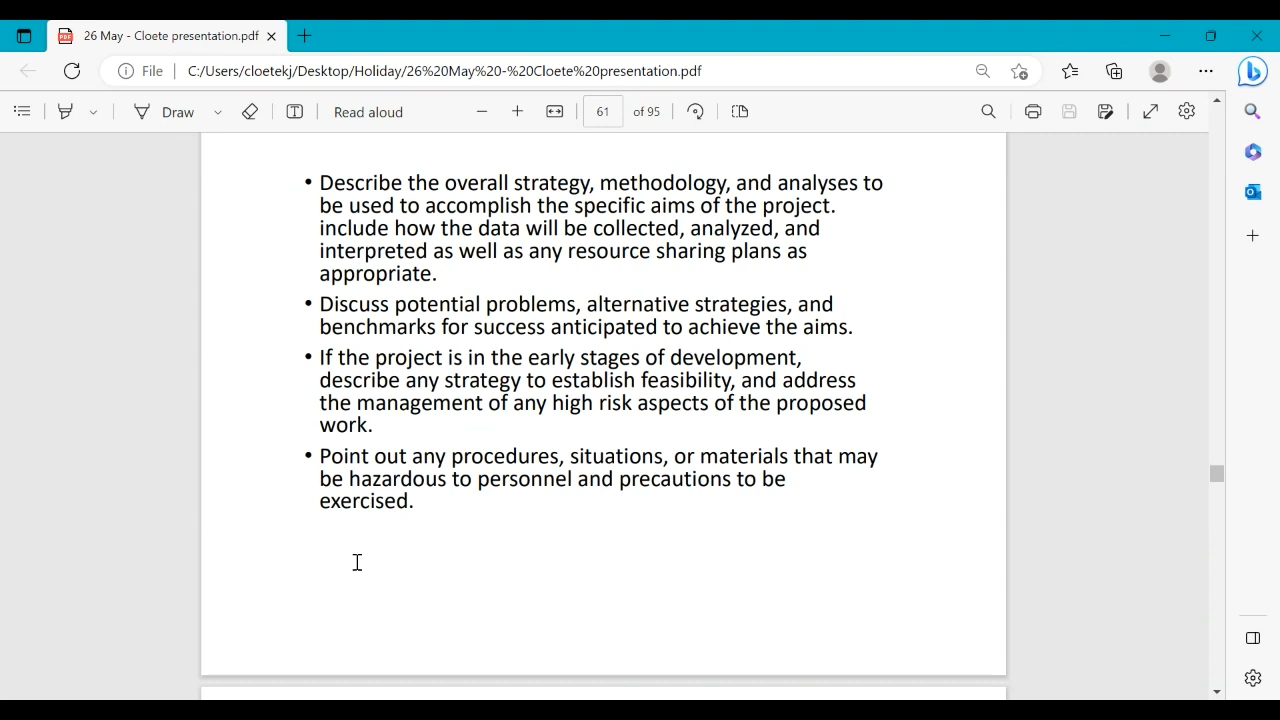 26 May - Cloete presentation.pdf
File
C:/Users/cloetekj/Desktop/Holiday/26%20May%20-%20Cloete%20presentation.pdf
Draw
Read aloud
61 of 95
• Describe the overall strategy, methodology, and analyses to
be used to accomplish the specific aims of the project.
include how the data will be collected, analyzed, and
interpreted as well as any resource sharing plans as
appropriate.
• Discuss potential problems, alternative strategies, and
benchmarks for success anticipated to achieve the aims.
• If the project is in the early stages of development,
describe any strategy to establish feasibility, and address
the management of any high risk aspects of the proposed
work.
• Point out any procedures, situations, or materials that may
be hazardous to personnel and precautions to be
exercised.